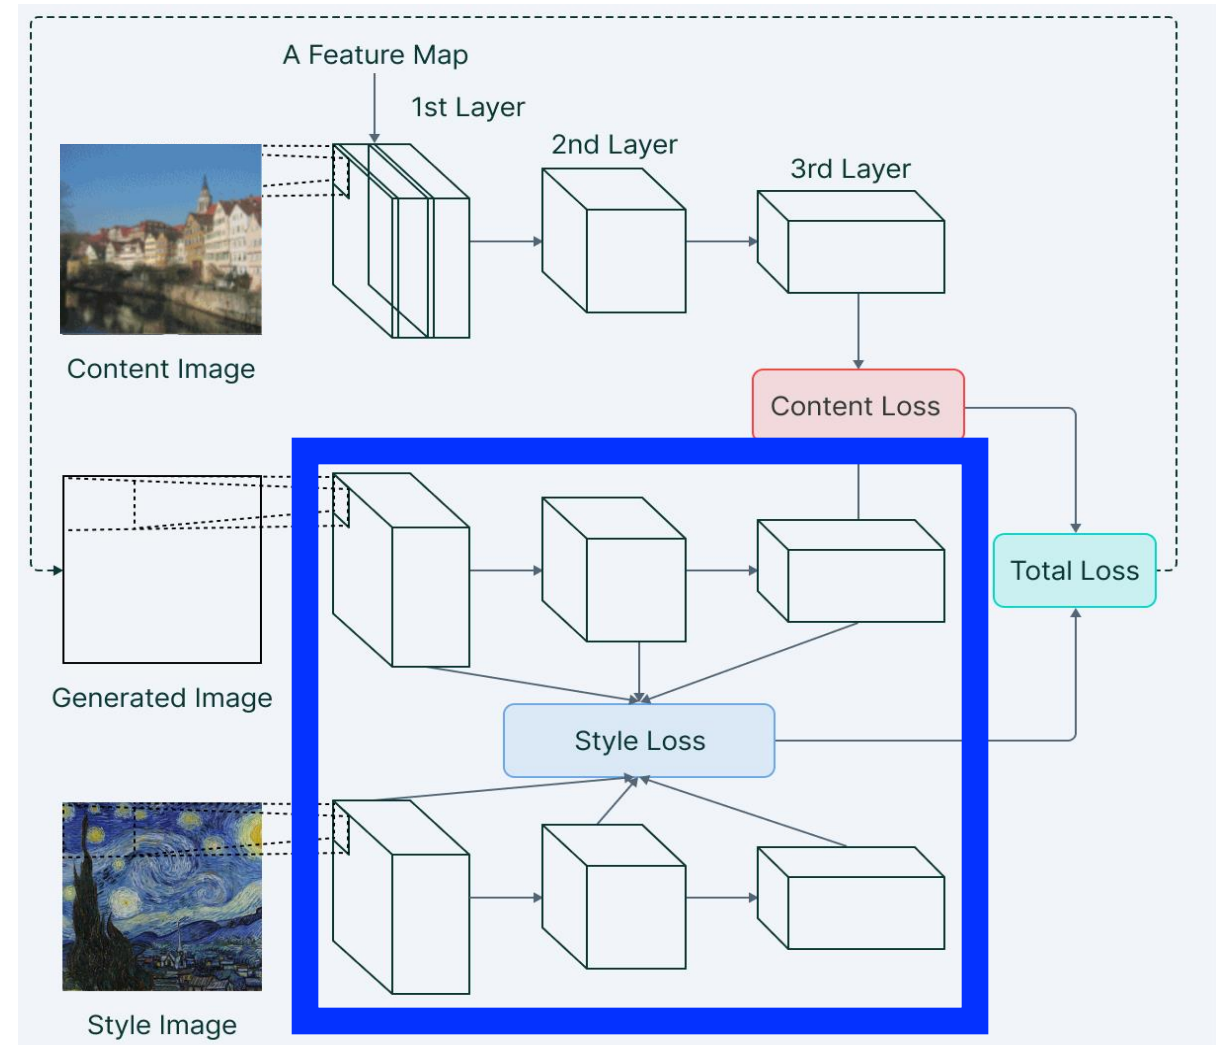 A Feature Map
1st Layer
2nd Layer
3rd Layer
Content Image
Content Loss
Total Loss
Generated Image
Style Loss
Style Image